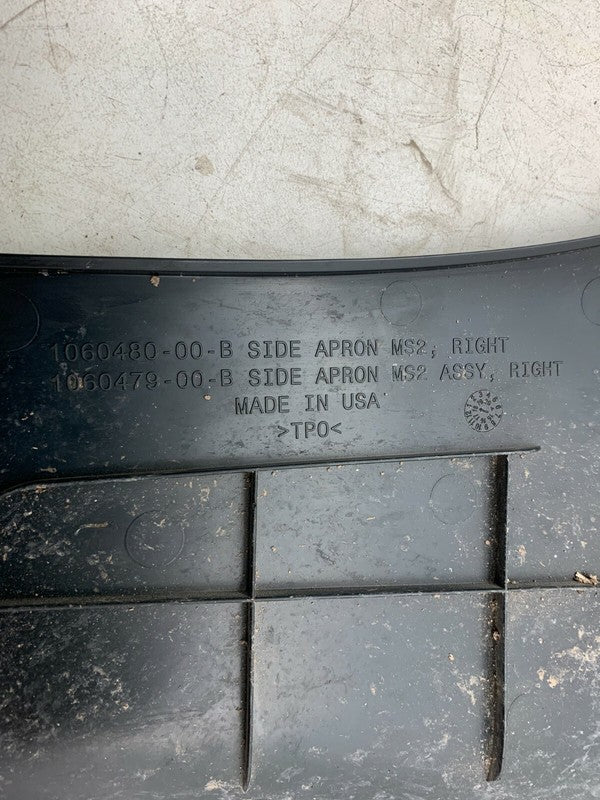 1060480-00-B SIDE APRON MS2, RIGHT
1060479-00-B SIDE APRON MS2 ASSY, RIGHT
MADE IN USA
>TPO<